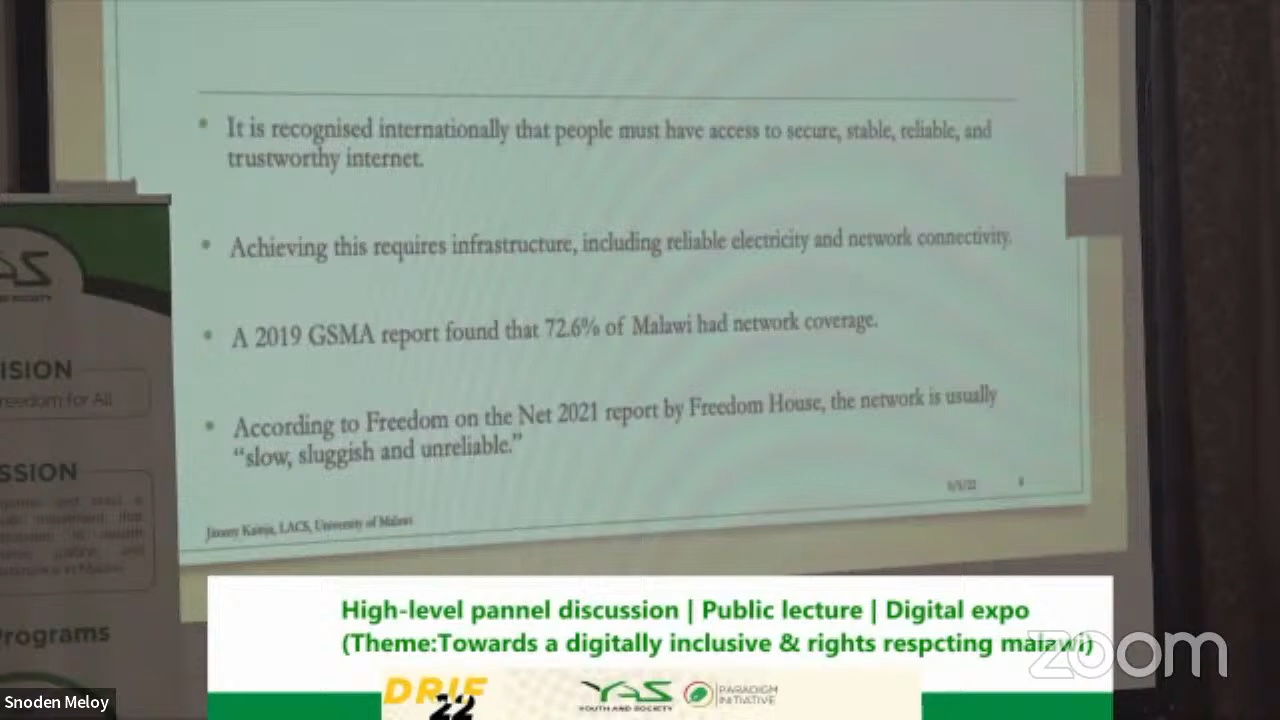 It is recognised internationally that people must have access to secure, stable, reliable, and
trustworthy internet.
Achieving this requires infrastructure, including reliable electricity and network connectivity.
A 2019 GSMA report found that 72.6% of Malawi had network coverage.
According to Freedom on the Net 2021 report by Freedom House, the network is usually
“slow, sluggish and unreliable.”
Kainja, LACS, University of Malawi
AS
ISION
reedom for All
SSION
rograms
High-level pannel discussion | Public lecture | Digital expo
(Theme:Towards a digitally inclusive & rights respcting malawi)
zoom
DRIF
22
YAS
YOUTH AND SOCIETY
PARADIGM
INITIATIVE
Suoden Meloy